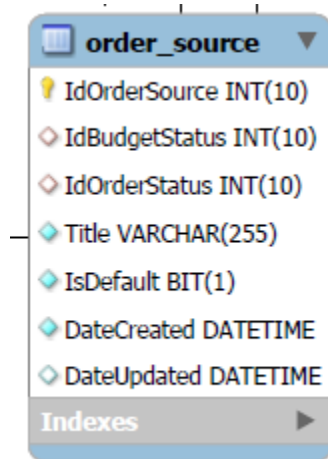 order_source
IdOrderSource INT(10)
IdBudgetStatus INT(10)
IdOrderStatus INT(10)
Title VARCHAR(255)
IsDefault BIT(1)
DateCreated DATETIME
DateUpdated DATETIME
Indexes